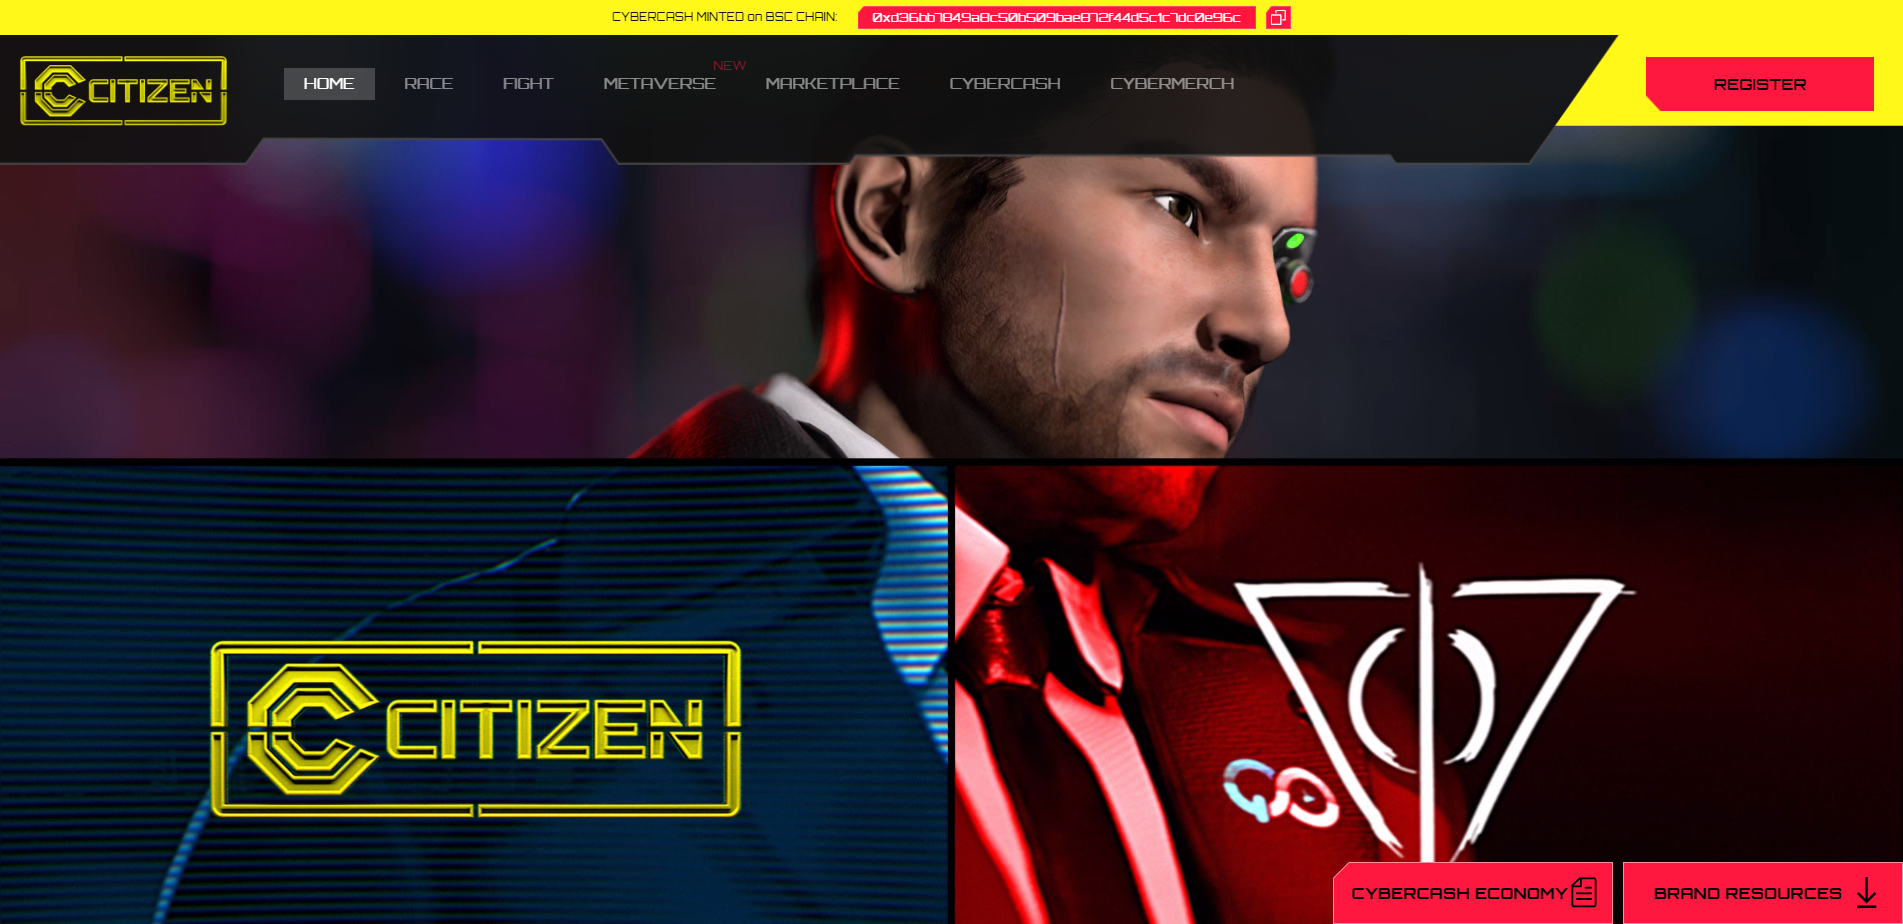 CYBERCASH MINTED on BSC CHAIN:
0xd36bb7849a8c50b509bae872f44d5c1c7dc0e96c
CITIZEN
HOME
RACE
FIGHT
METAVERSE
NEW
MARKETPLACE
CYBERCASH
CYBERMERCH
REGISTER
CITIZEN
CYBERCASH ECONOMY
BRAND RESOURCES